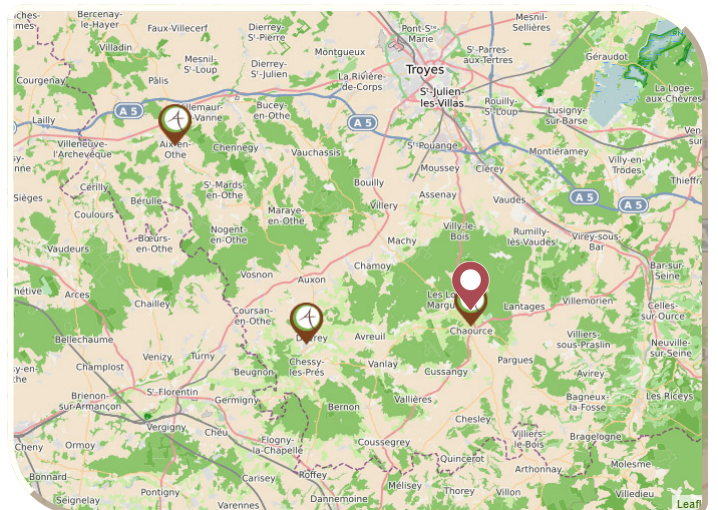 Bercenay-
le-Hayer
Faux-Villecerf
Dierrey-
St-Pierre
Pont-Ste-
Marie
Mesnil-
Sellières
Villadin
Mesnil-
St-Loup
Montgueux
St-Parres-
aux-Tertres
Géraudot
Courgenay
Pâlis
Dierrey-
St-Julien
La Rivière-
de-Corps
Troyes
St-Julien-
les-Villas
La Loge-
aux-Chèvres
Lailly
A 5
Bucey-
en-Othe
A 5
Rouilly-
St-Loup
Lusigny-
sur-Barse
Villeneuve-
l'Archevêque
Aix-en-
Othe
Chennegy
Vauchassis
St-Pouange
Montiéramey
Villy-en-
Trodes
Moussey
Clérey
Cérilly
St-Mards-
en-Othe
Bouilly
Assenay
A 5
A 5
Sièges
Bérulle
Coulours
Maraye-
en-Othe
Villery
Vaudes
Vaudeurs
Bœurs-
en-Othe
Nogent-
en-Othe
Machy
Villy-le-
Bois
Rumilly-
lès-Vaudes
Virey-sous-
Bar
Bar-sur-
Seine
Vosnon
Auxon
Chamoy
Arces
Chailley
Coursan-
en-Othe
Lantages
Villemorien
Celles-
sur-Ource
Chaource
Bellechaume
Avreuil
Villiers-
sous-Praslin
Neuville-
sur-Seine
Venizy
Turny
Chessy-
les-Prés
Vanlay
Pargues
Champlost
Beugnon
Cussangy
Avirey
Brienon-
sur-Armançon
St-Florentin
Germigny
Bernon
Vallières
Bagneux-
la-Fosse
Les Riceys
Vergigny
Chéu
Chesley
Cheny
Ormoy
Flogny-
la-Chapelle
Coussegrey
Villiers-
le-Bois
Bragelogne
Quincerot
Bonnard
Carisey
Roffey
Arthonnay
Molesme
Seignelay
Pontigny
Dannemoine
Mélisey
Thorey
Villon
Villedieu
Leafl